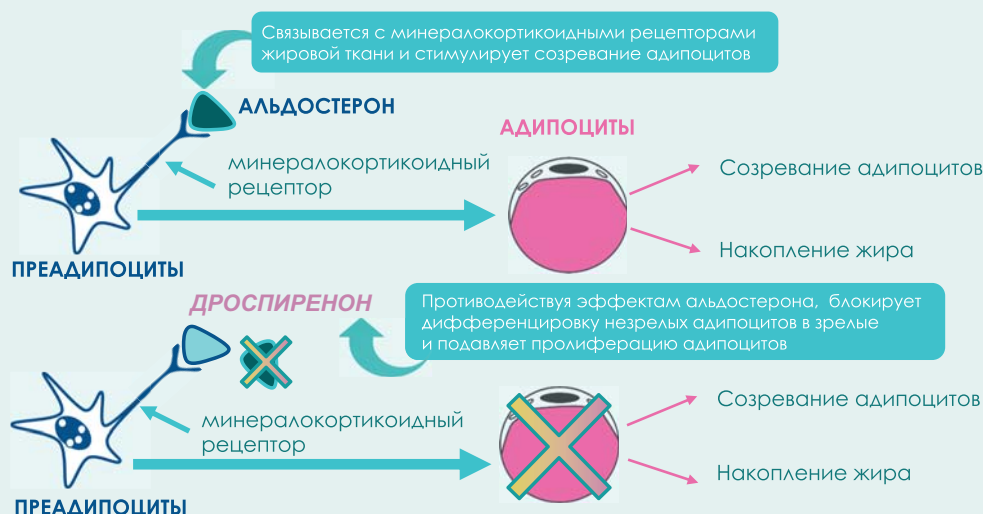 Связывается с минералокортикоидными рецепторами
жировой ткани и стимулирует созревание адипоцитов
АЛЬДОСТЕРОН
АДИПОЦИТЫ
минералокортикоидный
рецептор
Созревание адипоцитов
Накопление жира
ПРЕАДИПОЦИТЫ
ДРОСПИРЕНОН
Противодействуя эффектам альдостерона, блокирует
дифференцировку незрелых адипоцитов в зрелые
и подавляет пролиферацию адипоцитов
минералокортикоидный
рецептор
Созревание адипоцитов
Накопление жира
ПРЕАДИПОЦИТЫ